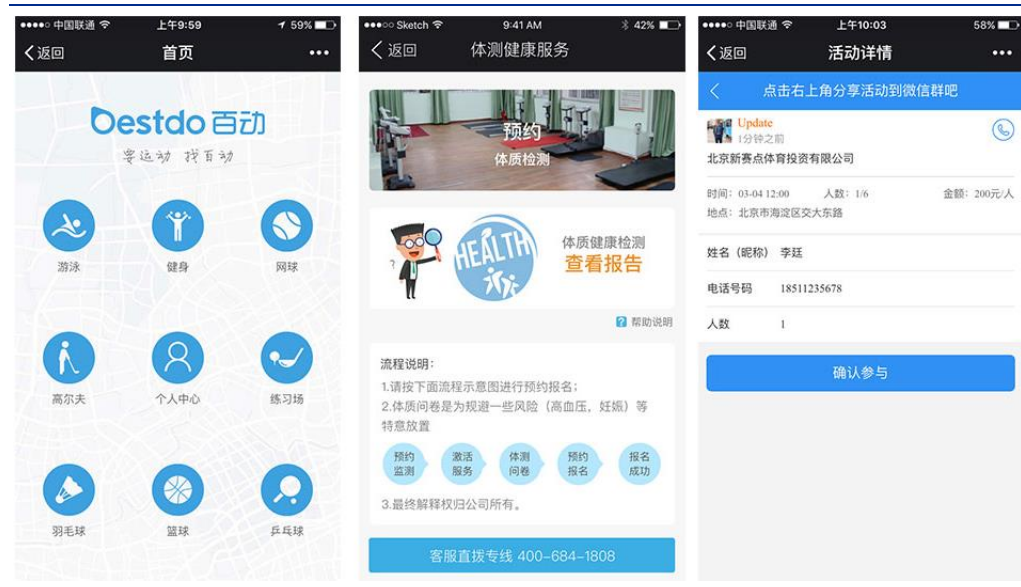 中国联通 上午9:59 59%
返回 首页
bestdo 百动
要运动 找百动
游泳 健身 网球
高尔夫 个人中心 练习场
羽毛球 篮球 乒乓球
Sketch 9:41 AM 42%
返回 体测健康服务
预约
体质检测
HEALTH
体质健康检测
查看报告
? 帮助说明
流程说明：
1.请按下面流程示意图进行预约报名；
2.体质问卷是为规避一些风险（高血压，妊娠）等
特意放置
预约 激活 体测 预约 报名
监测 服务 问卷 报名 成功
3.最终解释权归公司所有。
客服直拨专线 400-684-1808
中国联通 上午10:03 58%
返回 活动详情
点击右上角分享活动到微信群吧
Update
1分钟之前
北京新赛点体育投资有限公司
时间：03-04 12:00 人数：1/6 金额：200元/人
地点：北京市海淀区交大东路
姓名（昵称） 李廷
电话号码 18511235678
人数 1
确认参与